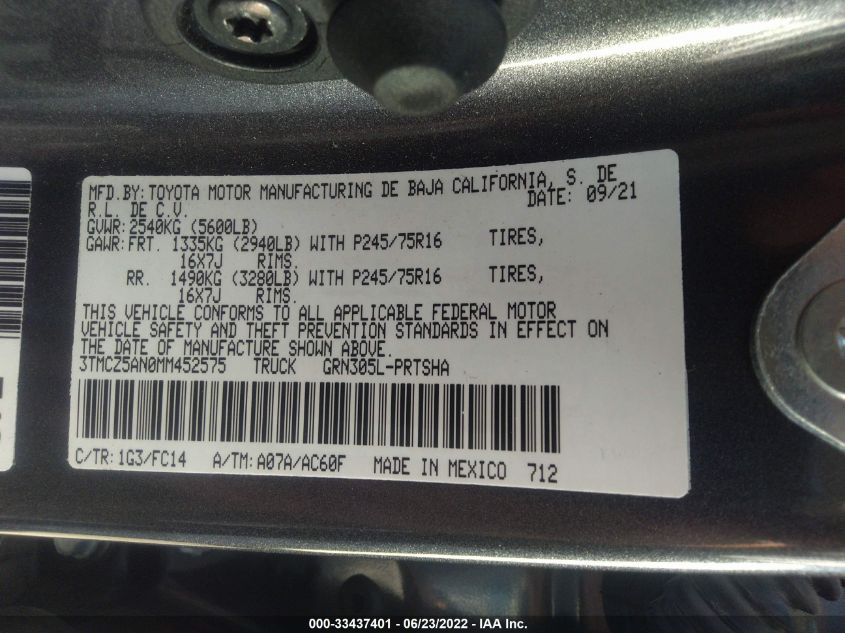 MFD.BY:TOYOTA MOTOR MANUFACTURING DE BAJA CALIFORNIA, S. DE
R.L. DE C.V. DATE: 09/21
GVWR:2540KG (5600LB)
GAWR:FRT. 1335KG (2940LB) WITH P245/75R16 TIRES,
16X7J RIMS.
RR. 1490KG (3280LB) WITH P245/75R16 TIRES,
16X7J RIMS.
THIS VEHICLE CONFORMS TO ALL APPLICABLE FEDERAL MOTOR
VEHICLE SAFETY AND THEFT PREVENTION STANDARDS IN EFFECT ON
THE DATE OF MANUFACTURE SHOWN ABOVE.
3TMCZ5AN0MM452575 TRUCK GRN305L-PRTSHA
C/TR:1G3/FC14 A/TM:A07A/AC60F MADE IN MEXICO 712
000-33437401 - 06/23/2022 - IAA Inc.